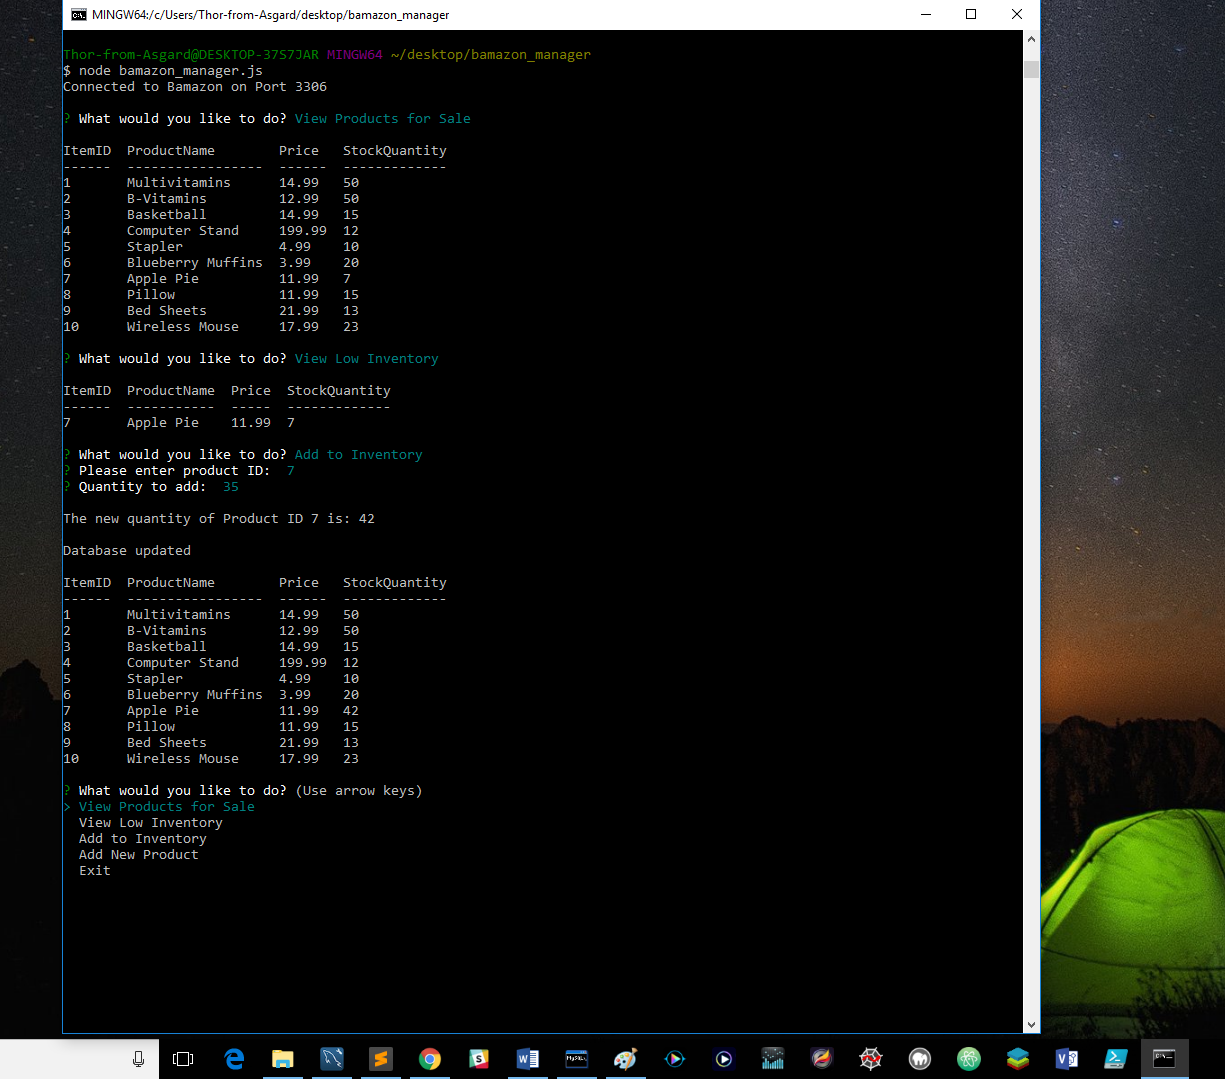 MINGW64:/c/Users/Thor-from-Asgard/desktop/bamazon_manager
Thor-from-Asgard@DESKTOP-37S7JAR MINGW64 ~/desktop/bamazon_manager
$ node bamazon_manager.js
Connected to Bamazon on Port 3306
? What would you like to do? View Products for Sale
ItemID  ProductName        Price   StockQuantity
------  -----------------  ------  -------------
1       Multivitamins      14.99   50
2       B-Vitamins         12.99   50
3       Basketball         14.99   15
4       Computer Stand     199.99  12
5       Stapler            4.99    10
6       Blueberry Muffins  3.99    20
7       Apple Pie          11.99   7
8       Pillow             11.99   15
9       Bed Sheets         21.99   13
10      Wireless Mouse     17.99   23
? What would you like to do? View Low Inventory
ItemID  ProductName  Price  StockQuantity
------  -----------  -----  -------------
7       Apple Pie    11.99  7
? What would you like to do? Add to Inventory
? Please enter product ID:  7
? Quantity to add:  35
The new quantity of Product ID 7 is: 42
Database updated
ItemID  ProductName        Price   StockQuantity
------  -----------------  ------  -------------
1       Multivitamins      14.99   50
2       B-Vitamins         12.99   50
3       Basketball         14.99   15
4       Computer Stand     199.99  12
5       Stapler            4.99    10
6       Blueberry Muffins  3.99    20
7       Apple Pie          11.99   42
8       Pillow             11.99   15
9       Bed Sheets         21.99   13
10      Wireless Mouse     17.99   23
? What would you like to do? (Use arrow keys)
> View Products for Sale
  View Low Inventory
  Add to Inventory
  Add New Product
  Exit